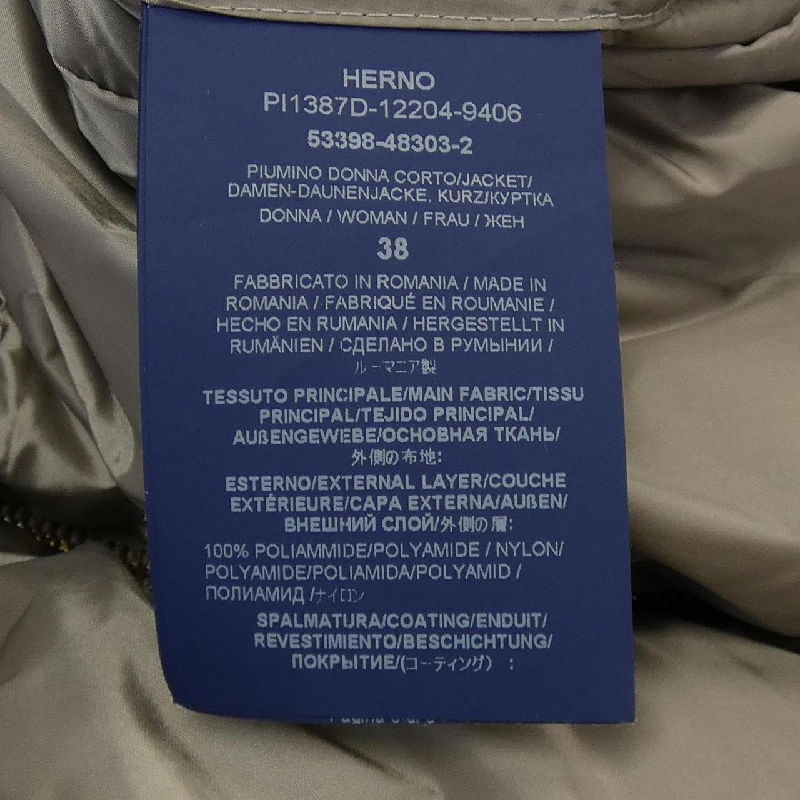 HERNO
PI1387D-12204-9406
53398-48303-2
PIUMINO DONNA CORTO/JACKET/
DAMEN-DAUNENJACKE, KURZ/КУРТКА
DONNA / WOMAN / FRAU / ЖЕН
38
FABBRICATO IN ROMANIA / MADE IN
ROMANIA / FABRIQUÉ EN ROUMANIE /
HECHO EN RUMANIA / HERGESTELLT IN
RUMÄNIEN / СДЕЛАНО В РУМЫНИИ /
ルーマニア製
TESSUTO PRINCIPALE/MAIN FABRIC/TISSU
PRINCIPAL/TEJIDO PRINCIPAL/
AUßENGEWEBE/ОСНОВНАЯ ТКАНЬ/
外側の布地:
ESTERNO/EXTERNAL LAYER/COUCHE
EXTÉRIEURE/CAPA EXTERNA/AUßEN/
ВНЕШНИЙ СЛОЙ/外側の層:
100% POLIAMMIDE/POLYAMIDE / NYLON/
POLYAMIDE/POLIAMIDA/POLYAMID /
ПОЛИАМИД /ナイロン
SPALMATURA/COATING/ENDUIT/
REVESTIMIENTO/BESCHICHTUNG/
ПОКРЫТИЕ/(コーティング) :